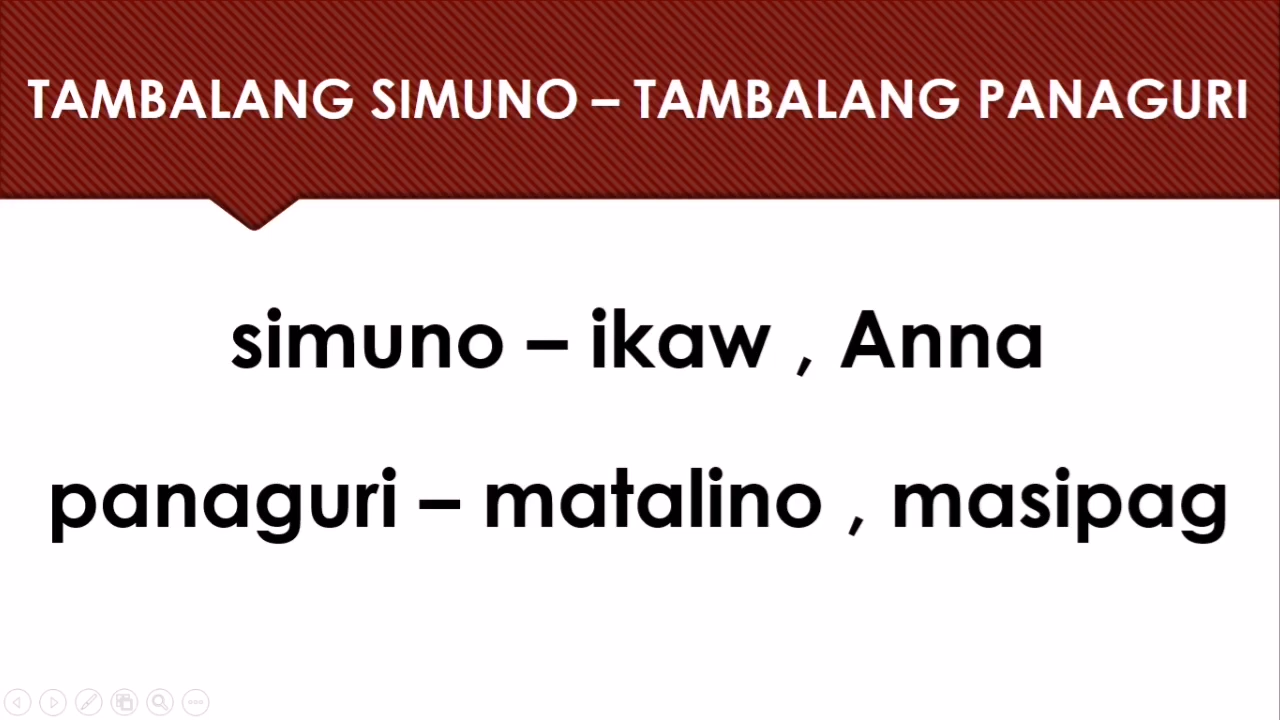 TAMBALANG SIMUNO – TAMBALANG PANAGURI
simuno – ikaw , Anna
panaguri – matalino , masipag